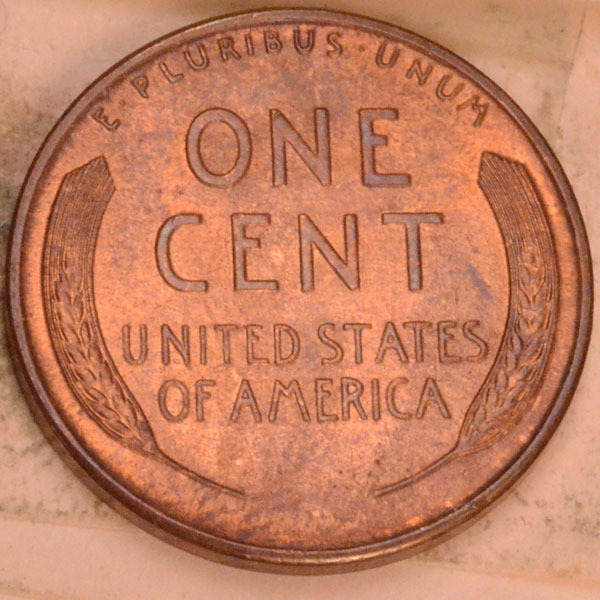 E · PLURIBUS · UNUM
ONE
CENT
UNITED STATES
OF AMERICA